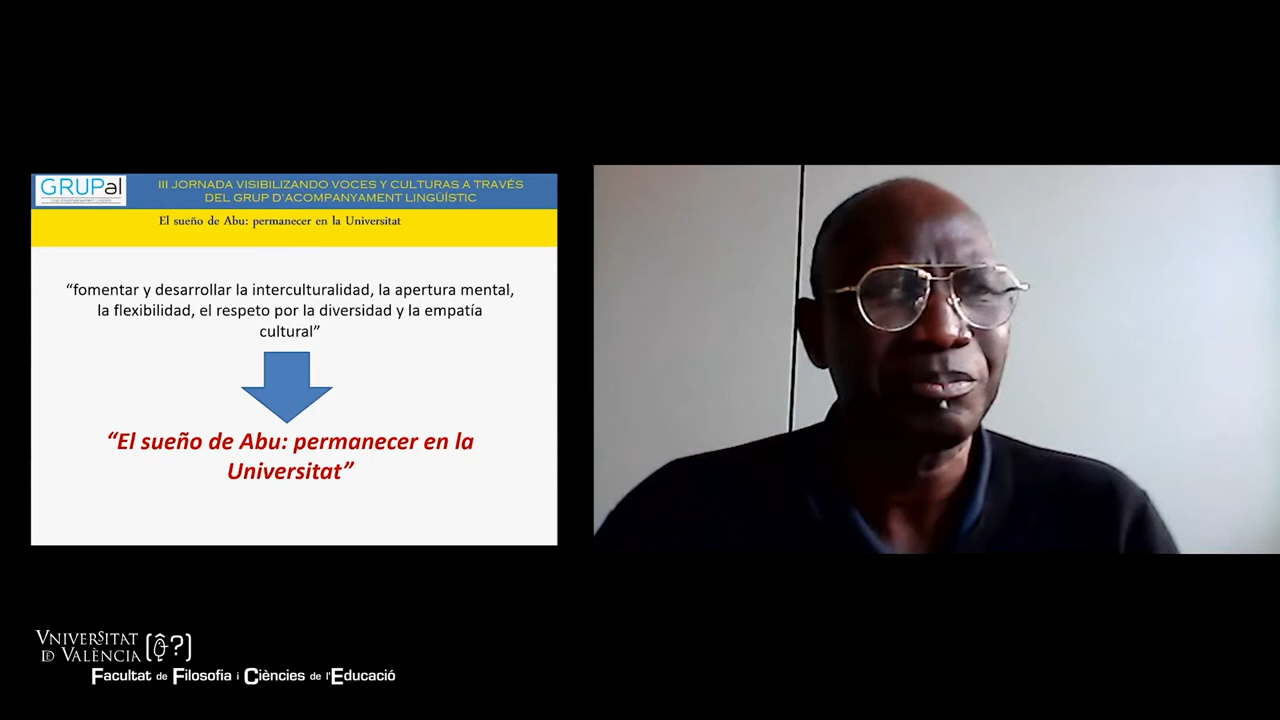 GRUPal
III JORNADA VISIBILIZANDO VOCES Y CULTURAS A TRAVÉS
DEL GRUP D'ACOMPANYAMENT LINGÜÍSTIC
El sueño de Abu: permanecer en la Universitat
“fomentar y desarrollar la interculturalidad, la apertura mental,
la flexibilidad, el respeto por la diversidad y la empatía
cultural”
“El sueño de Abu: permanecer en la
Universitat”
VNIVERSITAT
D VALÈNCIA [Q?]
Facultat de Filosofia i Ciències de l'Educació